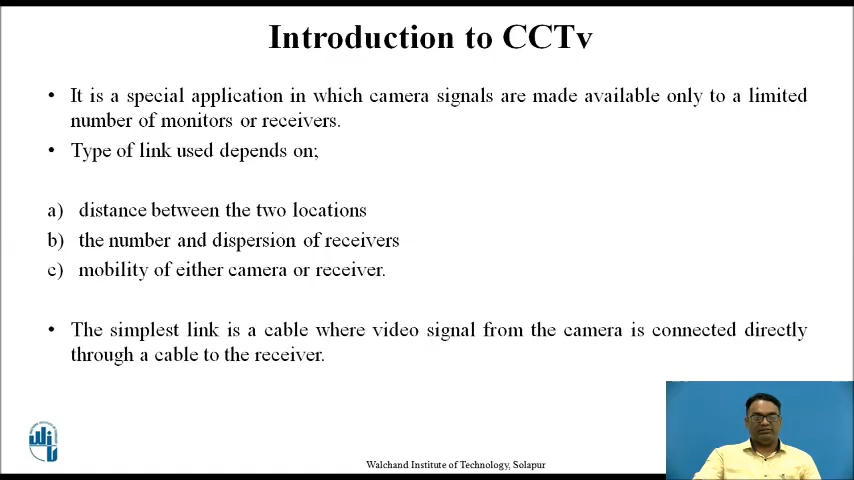 Introduction to CCTv
• It is a special application in which camera signals are made available only to a limited
number of monitors or receivers.
• Type of link used depends on;
a) distance between the two locations
b) the number and dispersion of receivers
c) mobility of either camera or receiver.
• The simplest link is a cable where video signal from the camera is connected directly
through a cable to the receiver.
Walchand Institute of Technology, Solapur